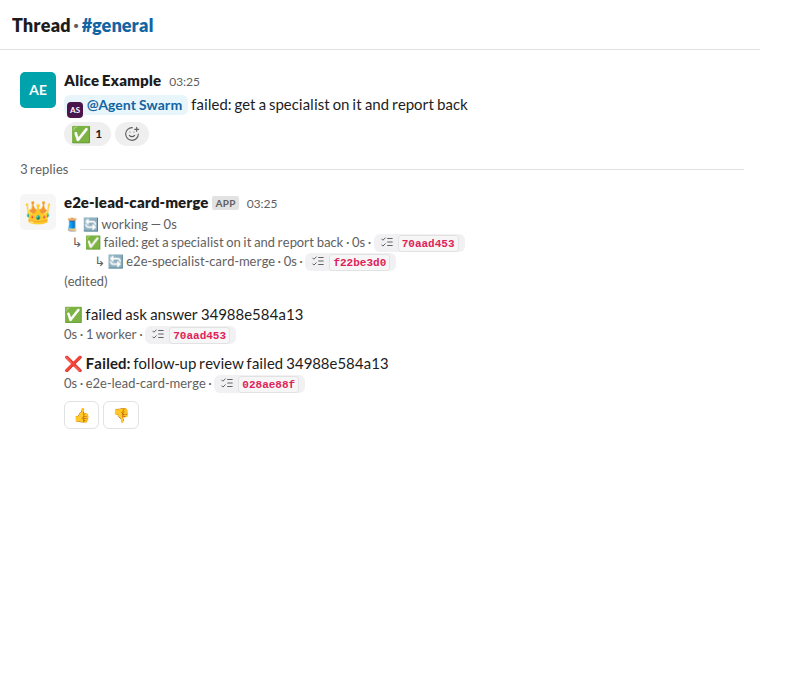 Thread • #general
AE
Alice Example 03:25
AS @Agent Swarm failed: get a specialist on it and report back
✅ 1
3 replies
e2e-lead-card-merge APP 03:25
🧵 🔄 working — 0s
↳ ✅ failed: get a specialist on it and report back · 0s · 70aad453
↳ 🔄 e2e-specialist-card-merge · 0s · f22be3d0
(edited)
✅ failed ask answer 34988e584a13
0s · 1 worker · 70aad453
❌ Failed: follow-up review failed 34988e584a13
0s · e2e-lead-card-merge · 028ae88f